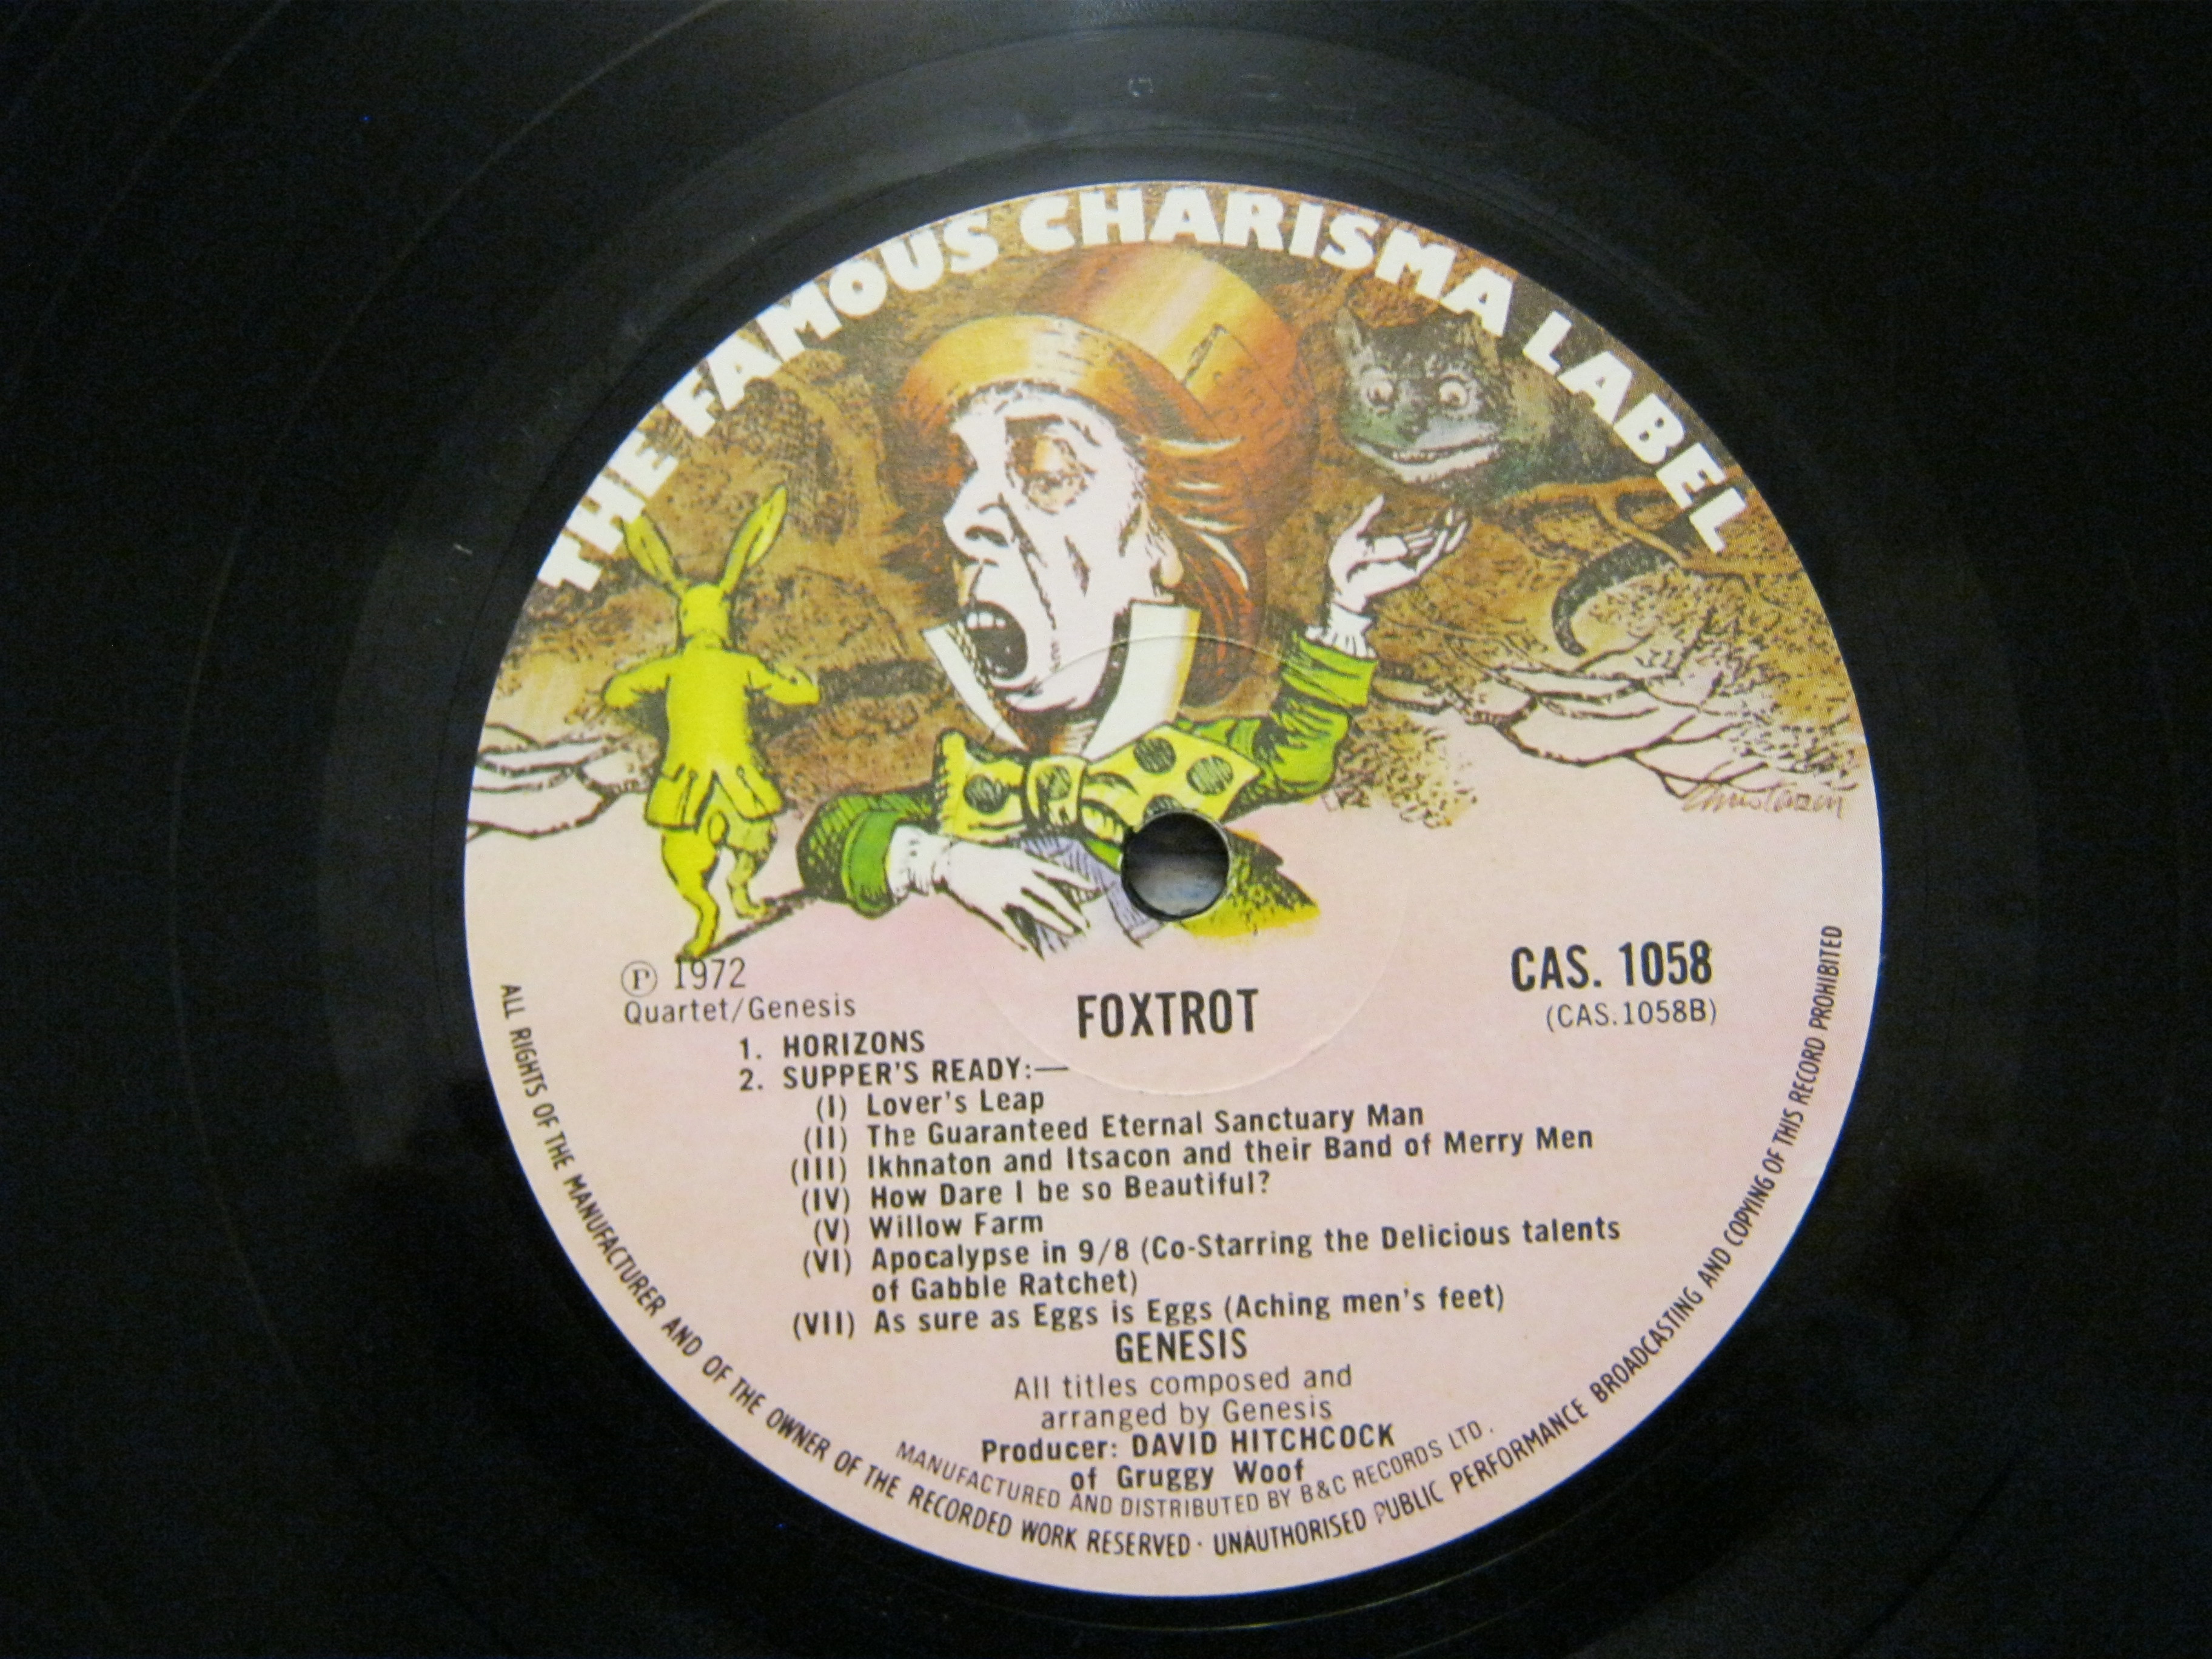 THE FAMOUS CHARISMA LABEL
Ⓟ 1972
Quartet/Genesis
FOXTROT
CAS. 1058
(CAS.1058B)
1. HORIZONS
2. SUPPER'S READY:—
(I) Lover's Leap
(II) The Guaranteed Eternal Sanctuary Man
(III) Ikhnaton and Itsacon and their Band of Merry Men
(IV) How Dare I be so Beautiful?
(V) Willow Farm
(VI) Apocalypse in 9/8 (Co-Starring the Delicious talents
of Gabble Ratchet)
(VII) As sure as Eggs is Eggs (Aching men's feet)
GENESIS
All titles composed and
arranged by Genesis
Producer: DAVID HITCHCOCK
of Gruggy Woof
MANUFACTURED AND DISTRIBUTED BY B&C RECORDS LTD.
ALL RIGHTS OF THE MANUFACTURER AND OF THE OWNER OF THE RECORDED WORK RESERVED · UNAUTHORISED PUBLIC PERFORMANCE BROADCASTING AND COPYING OF THIS RECORD PROHIBITED